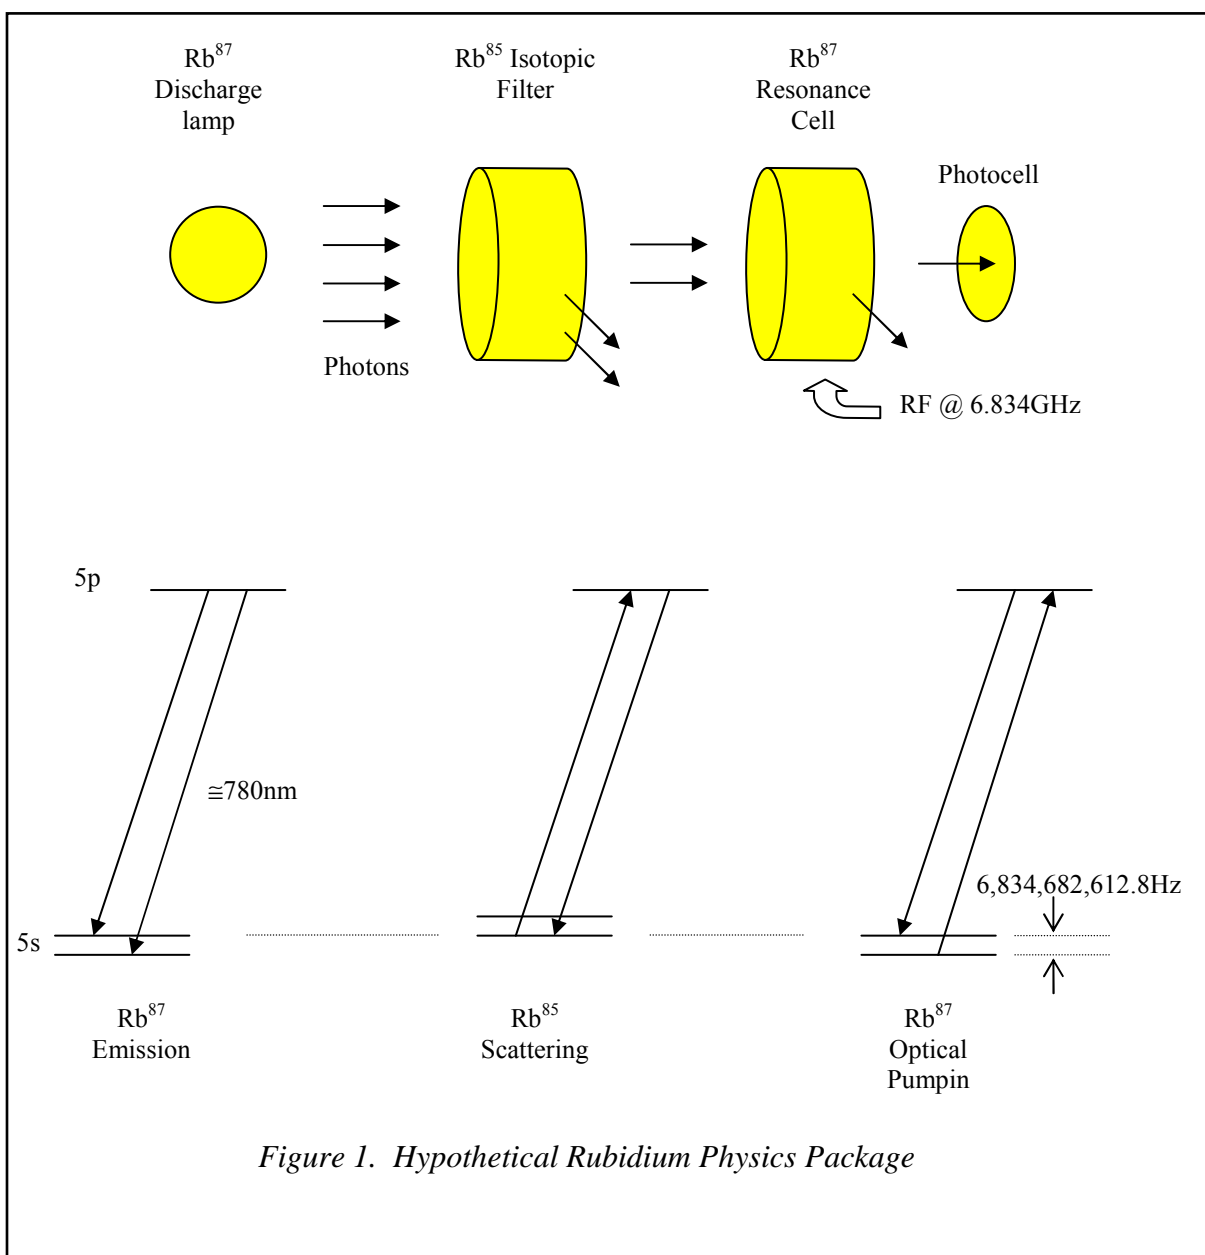 Rb⁸⁷
Discharge
lamp
Rb⁸⁵ Isotopic
Filter
Rb⁸⁷
Resonance
Cell
Photocell
Photons
RF @ 6.834GHz
5p
≅780nm
6,834,682,612.8Hz
5s
Rb⁸⁷
Emission
Rb⁸⁵
Scattering
Rb⁸⁷
Optical
Pumpin
Figure 1. Hypothetical Rubidium Physics Package